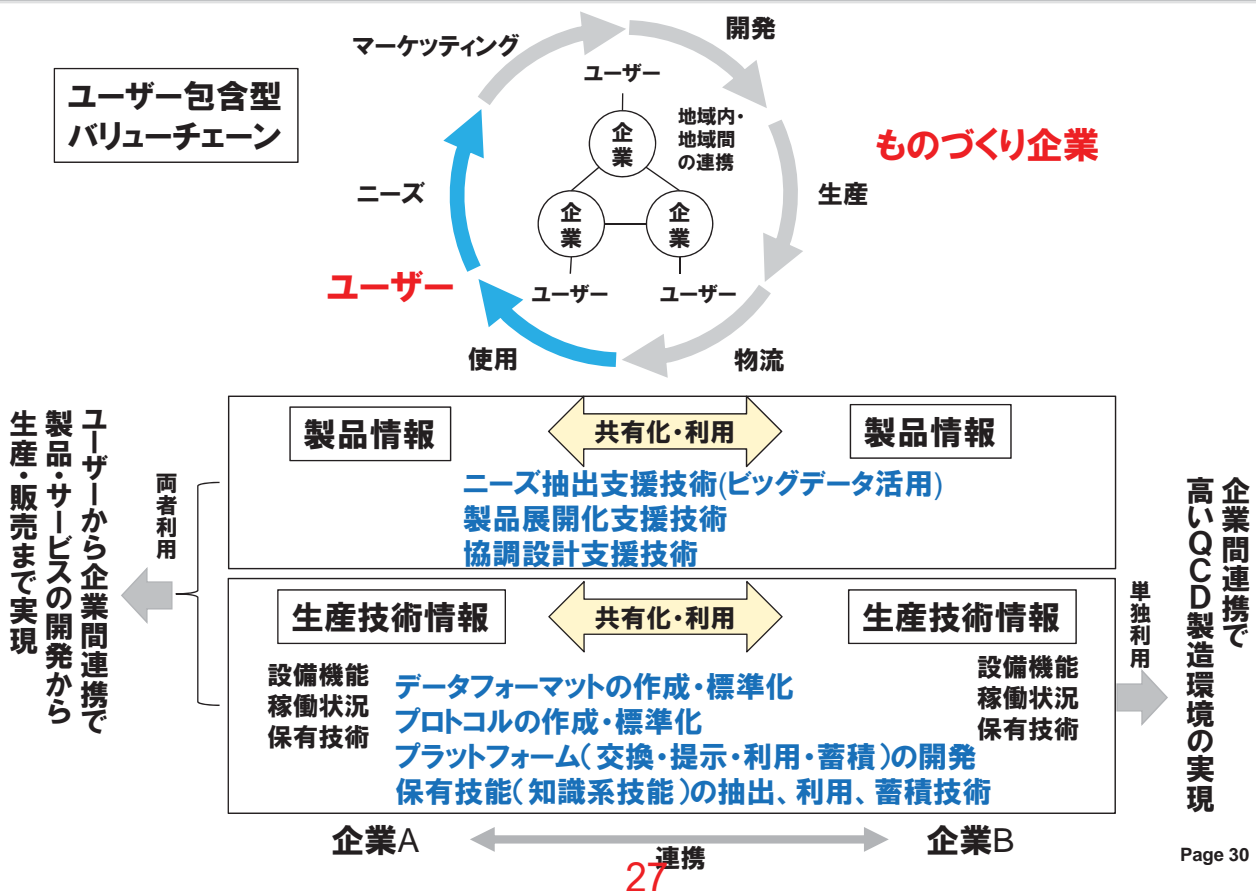 ユーザー包含型
バリューチェーン
マーケッティング
開発
ユーザー
企業
地域内・
地域間
の連携
ものづくり企業
ニーズ
生産
企業
企業
ユーザー
ユーザー
ユーザー
使用
物流
ユーザーから企業間連携で
製品・サービスの開発から
生産・販売まで実現
両者利用
製品情報
共有化・利用
製品情報
ニーズ抽出支援技術(ビッグデータ活用)
製品展開化支援技術
協調設計支援技術
生産技術情報
共有化・利用
生産技術情報
設備機能
稼働状況
保有技術
データフォーマットの作成・標準化
プロトコルの作成・標準化
プラットフォーム(交換・提示・利用・蓄積)の開発
保有技能(知識系技能)の抽出、利用、蓄積技術
設備機能
稼働状況
保有技術
単独利用
企業間連携で
高いQCD製造環境の実現
企業A
連携
企業B
27
Page 30